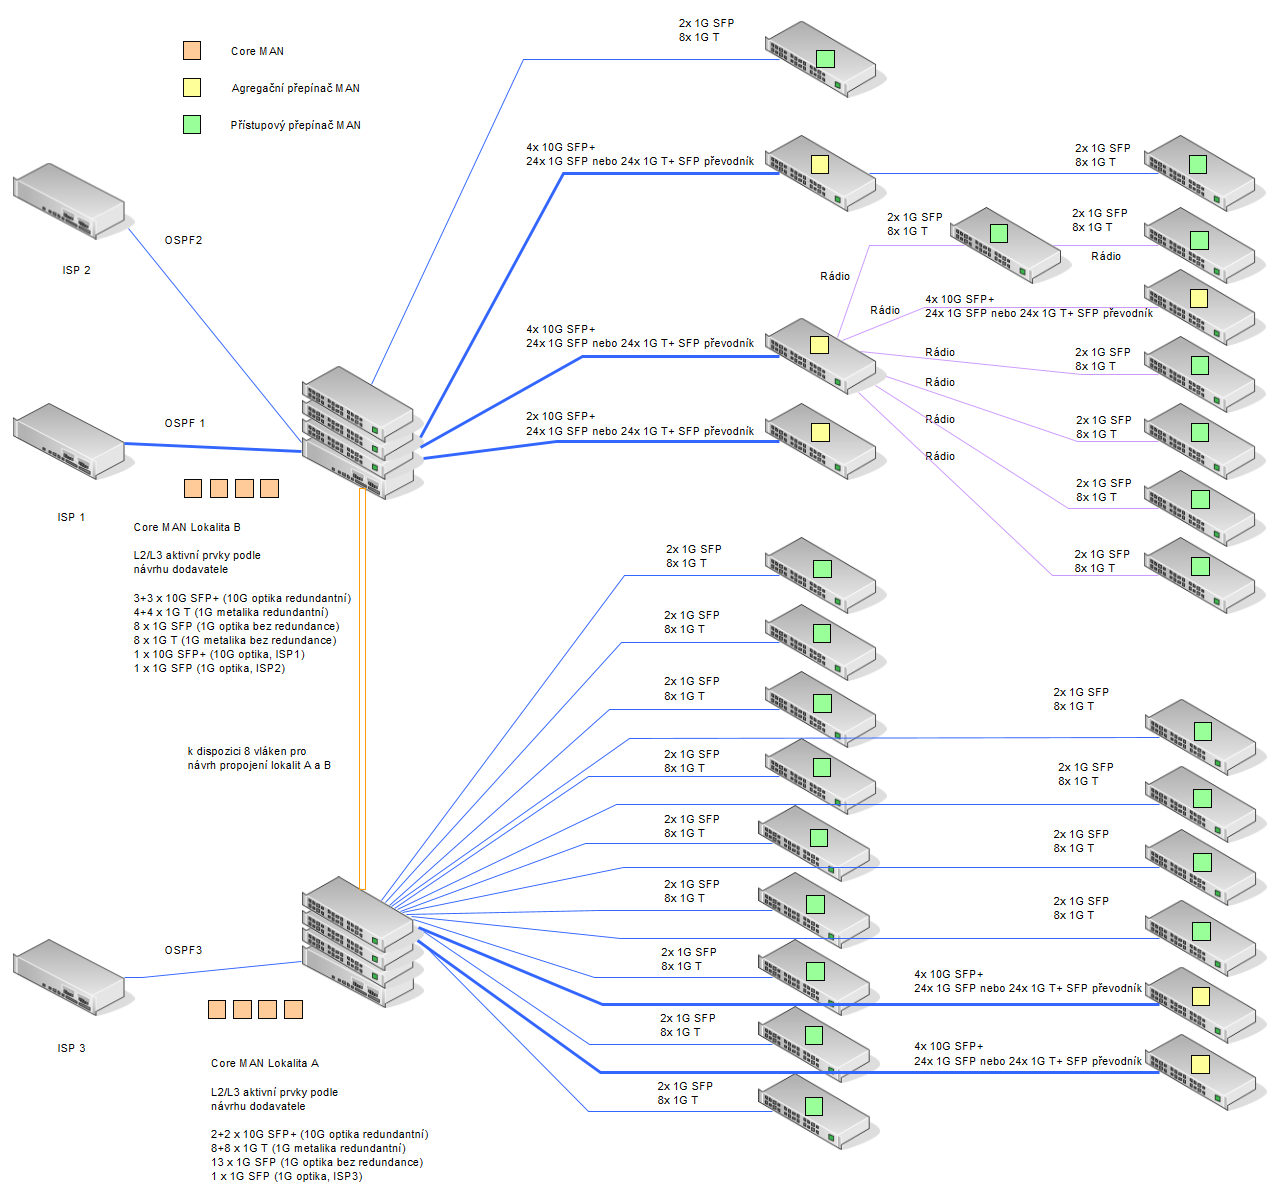 Core MAN
Agregační přepínač MAN
Přístupový přepínač MAN
2x 1G SFP
8x 1G T
4x 10G SFP+
24x 1G SFP nebo 24x 1G T+ SFP převodník
2x 1G SFP
8x 1G T
2x 1G SFP
8x 1G T
2x 1G SFP
8x 1G T
Rádio
Rádio
OSPF2
ISP 2
Rádio
4x 10G SFP+
24x 1G SFP nebo 24x 1G T+ SFP převodník
4x 10G SFP+
24x 1G SFP nebo 24x 1G T+ SFP převodník
Rádio
2x 1G SFP
8x 1G T
Rádio
OSPF 1
ISP 1
2x 10G SFP+
24x 1G SFP nebo 24x 1G T+ SFP převodník
Rádio
2x 1G SFP
8x 1G T
Rádio
2x 1G SFP
8x 1G T
2x 1G SFP
8x 1G T
Core MAN Lokalita B
L2/L3 aktivní prvky podle
návrhu dodavatele
3+3 x 10G SFP+ (10G optika redundantní)
4+4 x 1G T (1G metalika redundantní)
8 x 1G SFP (1G optika bez redundance)
8 x 1G T (1G metalika bez redundance)
1 x 10G SFP+ (10G optika, ISP1)
1 x 1G SFP (1G optika, ISP2)
k dispozici 8 vláken pro
návrh propojení lokalit A a B
2x 1G SFP
8x 1G T
2x 1G SFP
8x 1G T
2x 1G SFP
8x 1G T
2x 1G SFP
8x 1G T
2x 1G SFP
8x 1G T
2x 1G SFP
8x 1G T
2x 1G SFP
8x 1G T
2x 1G SFP
8x 1G T
2x 1G SFP
8x 1G T
2x 1G SFP
8x 1G T
2x 1G SFP
8x 1G T
OSPF3
ISP 3
2x 1G SFP
8x 1G T
4x 10G SFP+
24x 1G SFP nebo 24x 1G T+ SFP převodník
2x 1G SFP
8x 1G T
4x 10G SFP+
24x 1G SFP nebo 24x 1G T+ SFP převodník
Core MAN Lokalita A
L2/L3 aktivní prvky podle
návrhu dodavatele
2+2 x 10G SFP+ (10G optika redundantní)
8+8 x 1G T (1G metalika redundantní)
13 x 1G SFP (1G optika bez redundance)
1 x 1G SFP (1G optika, ISP3)